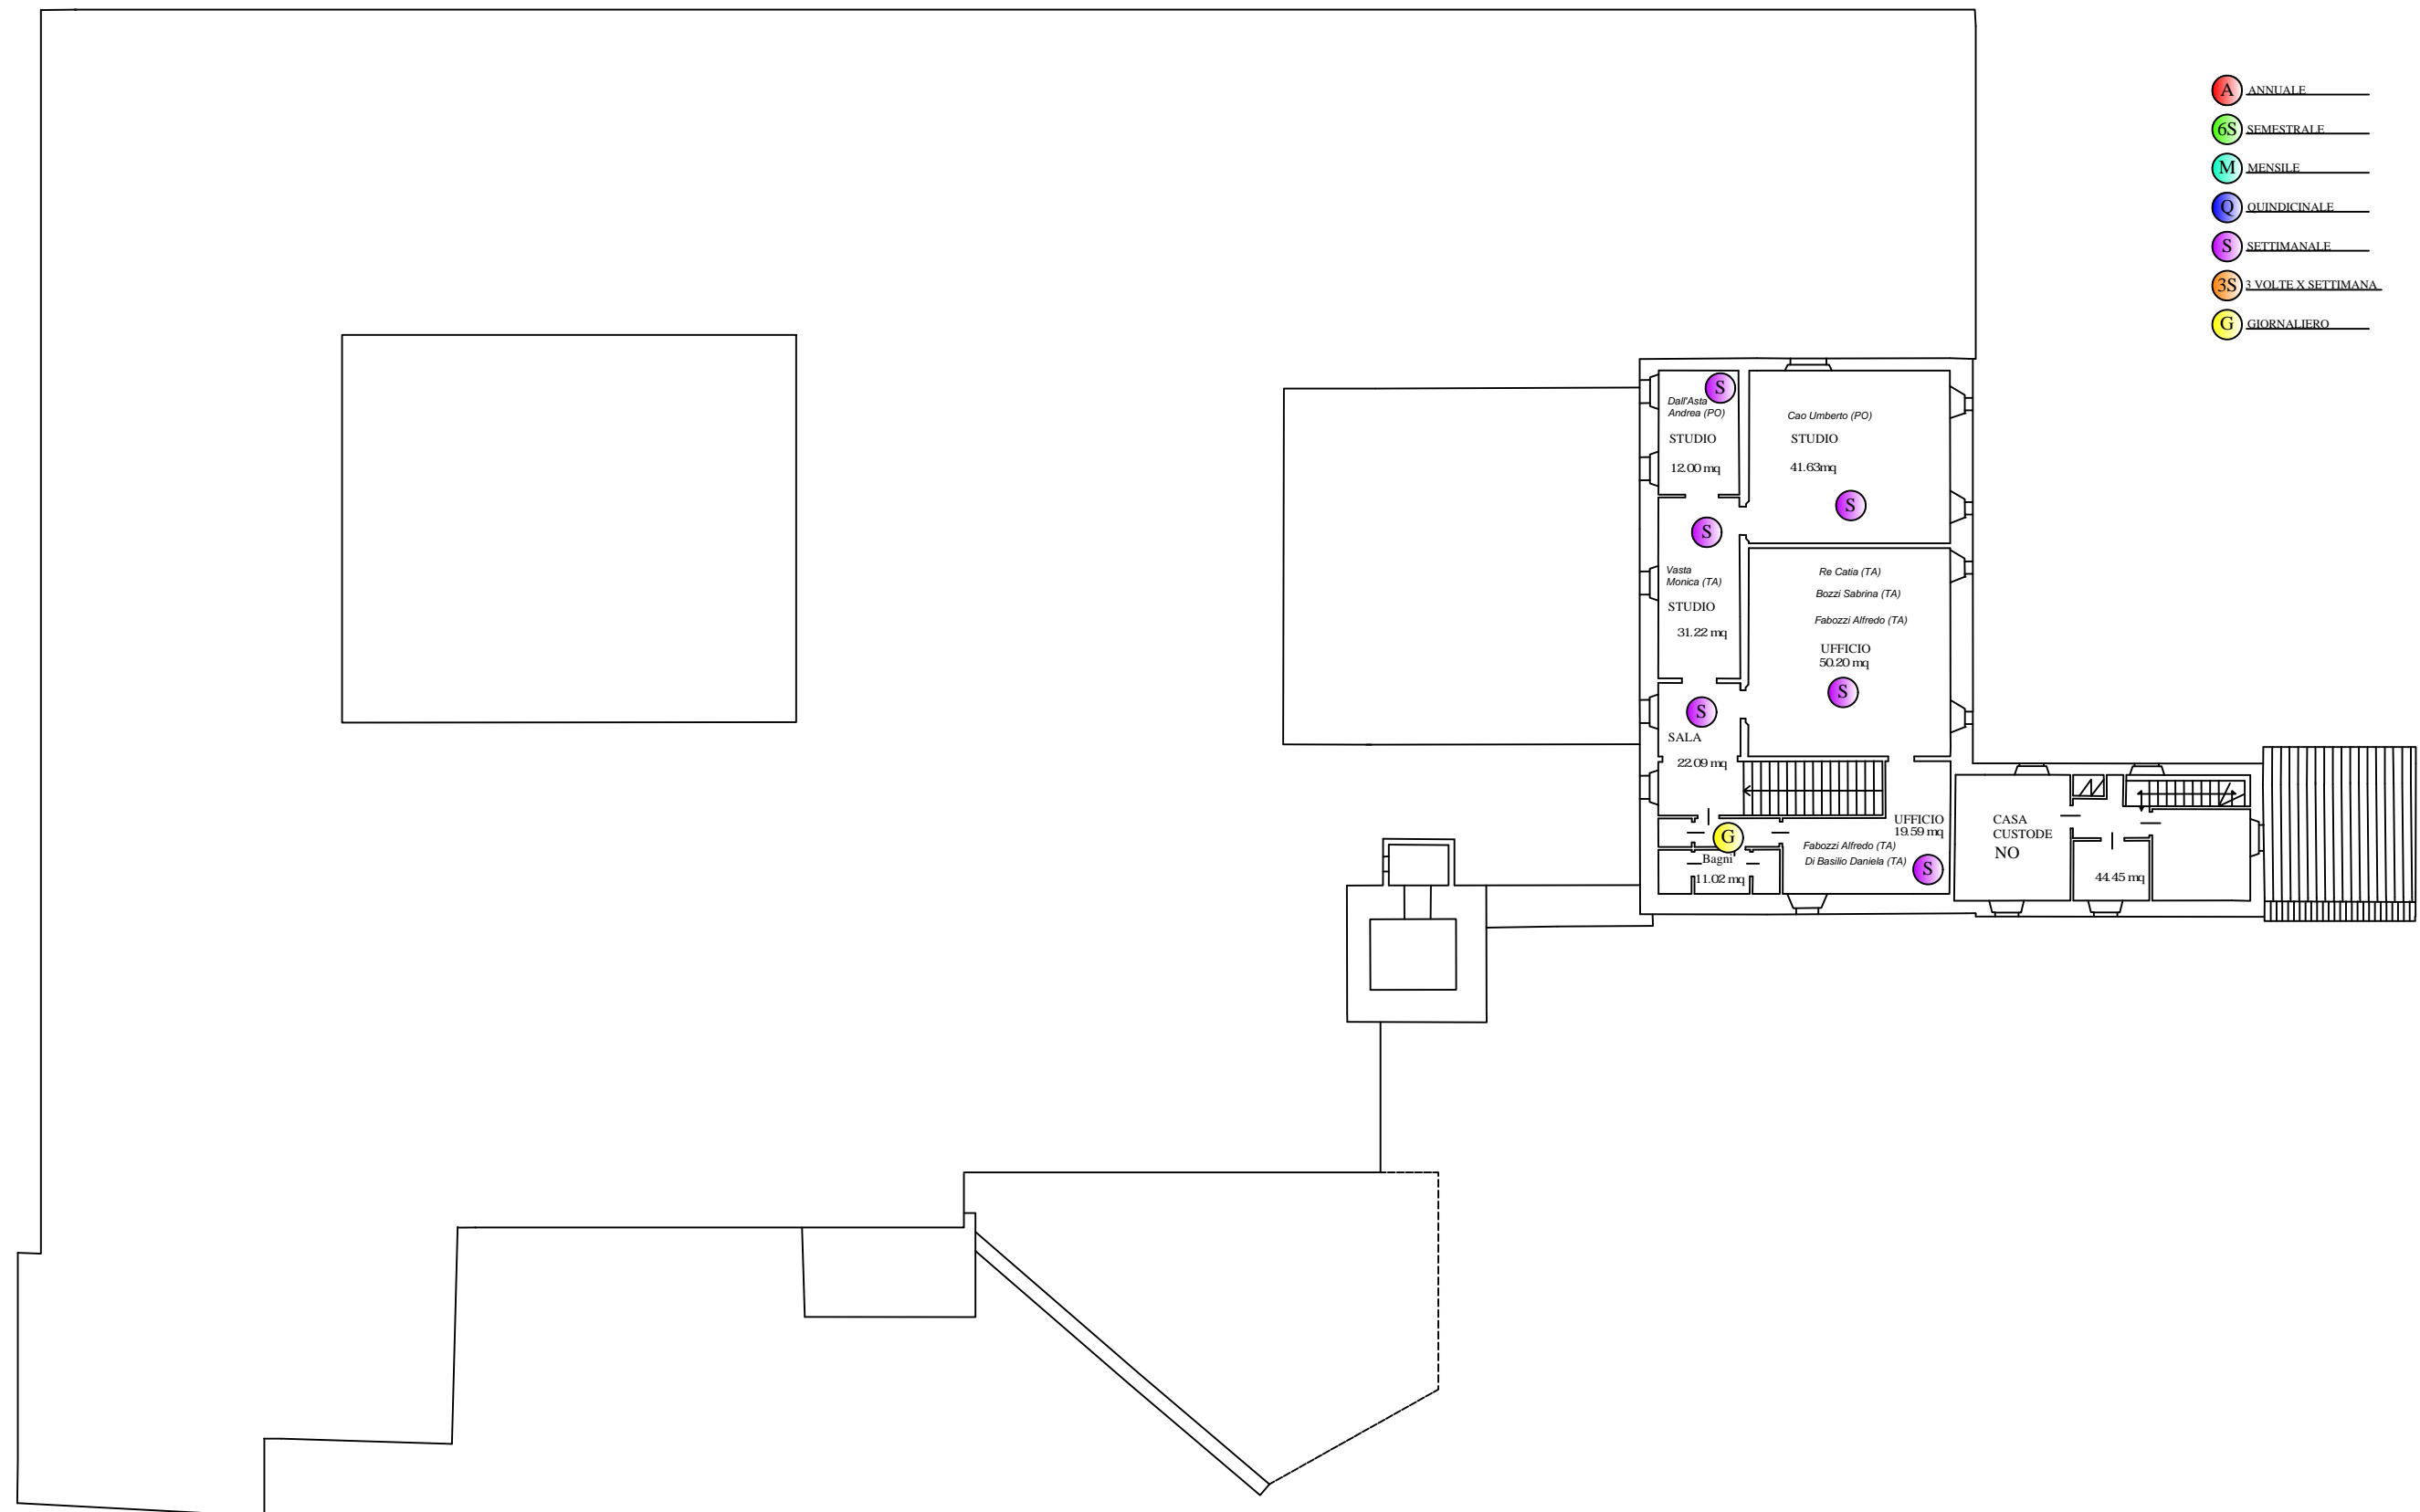 A ANNUALE
6S SEMESTRALE
M MENSILE
Q QUINDICINALE
S SETTIMANALE
3S 3 VOLTE X SETTIMANA
G GIORNALIERO
S
Dall'Asta
Andrea (PO)
STUDIO
12.00 mq
Cao Umberto (PO)
STUDIO
41.63mq
S
S
Vasta
Monica (TA)
STUDIO
31.22 mq
Re Catia (TA)
Bozzi Sabrina (TA)
Fabozzi Alfredo (TA)
UFFICIO
50.20 mq
S
S
SALA
22.09 mq
G
Bagni
11.02 mq
UFFICIO
19.59 mq
Fabozzi Alfredo (TA)
Di Basilio Daniela (TA)
S
CASA
CUSTODE
NO
44.45 mq